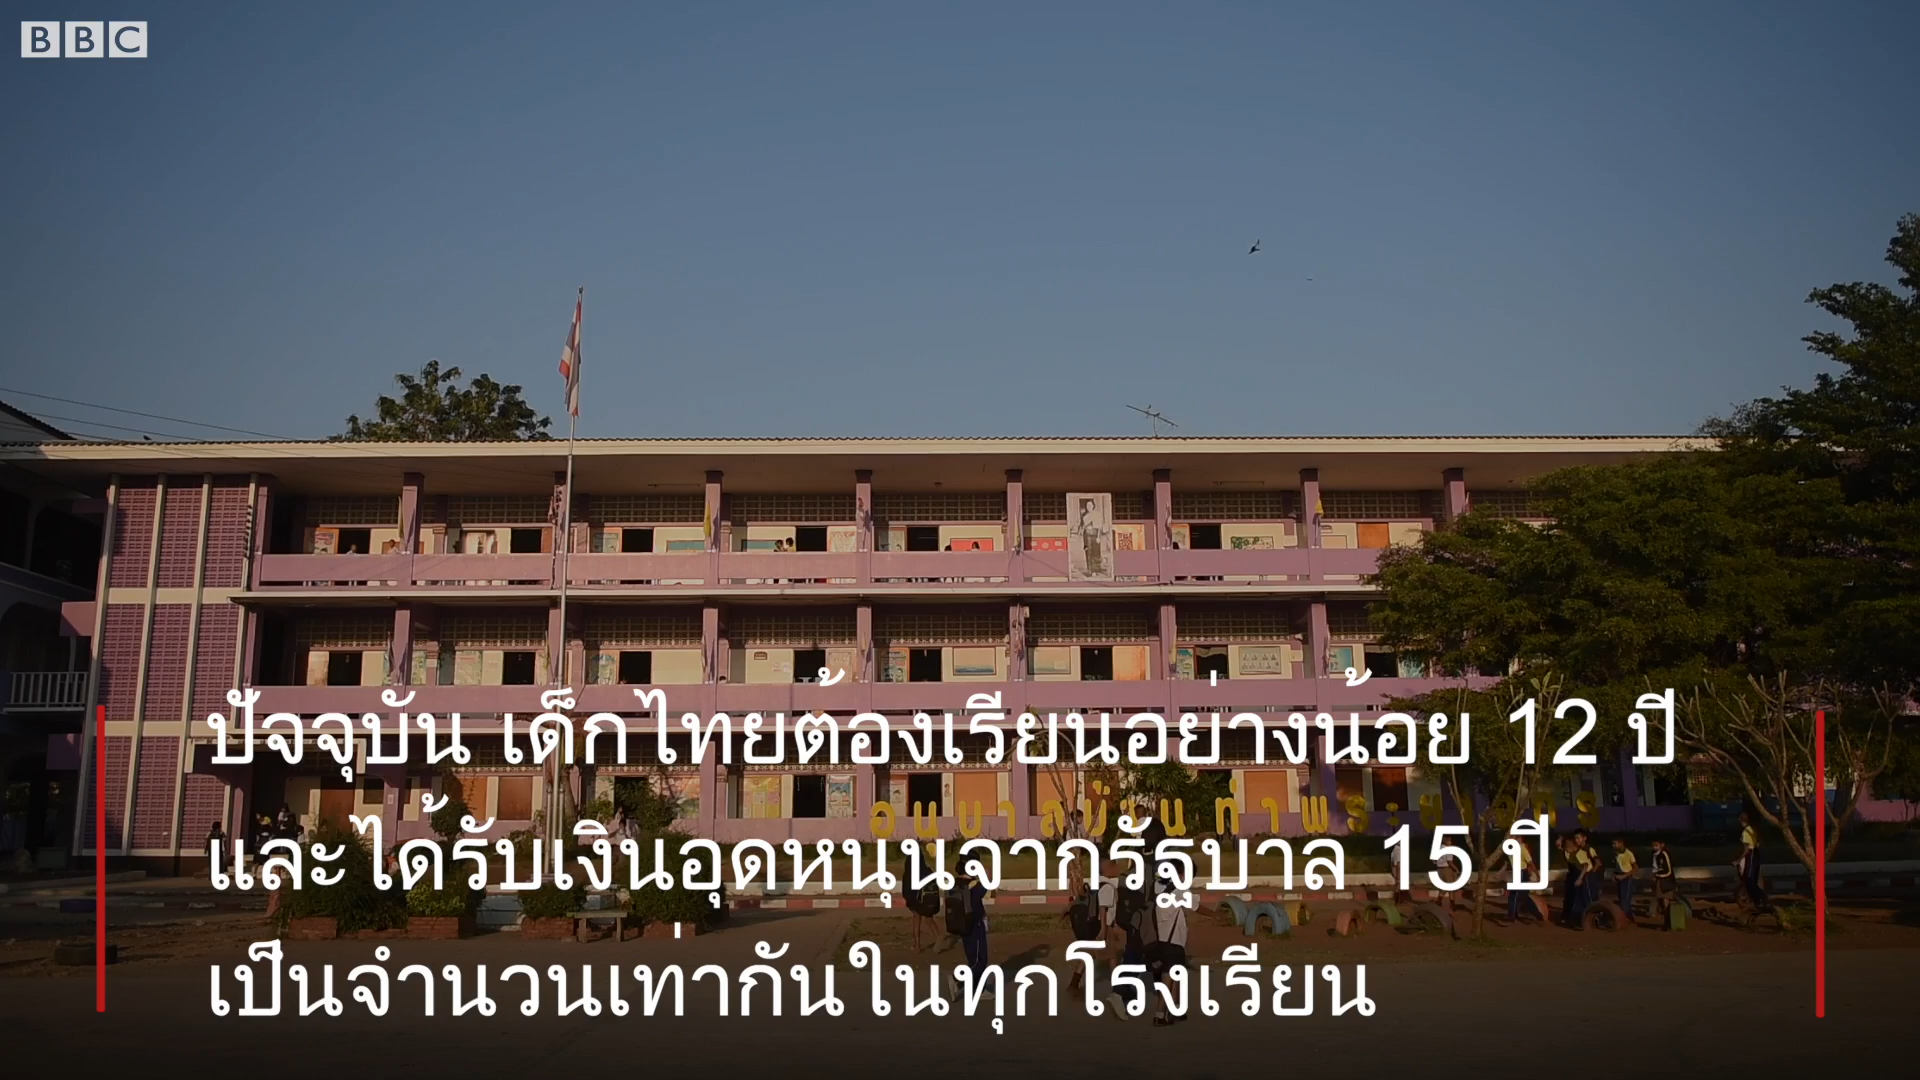 BBC
ปัจจุบัน เด็กไทยต้องเรียนอย่างน้อย 12 ปี
และได้รับเงินอุดหนุนจากรัฐบาล 15 ปี
เป็นจำนวนเท่ากันในทุกโรงเรียน